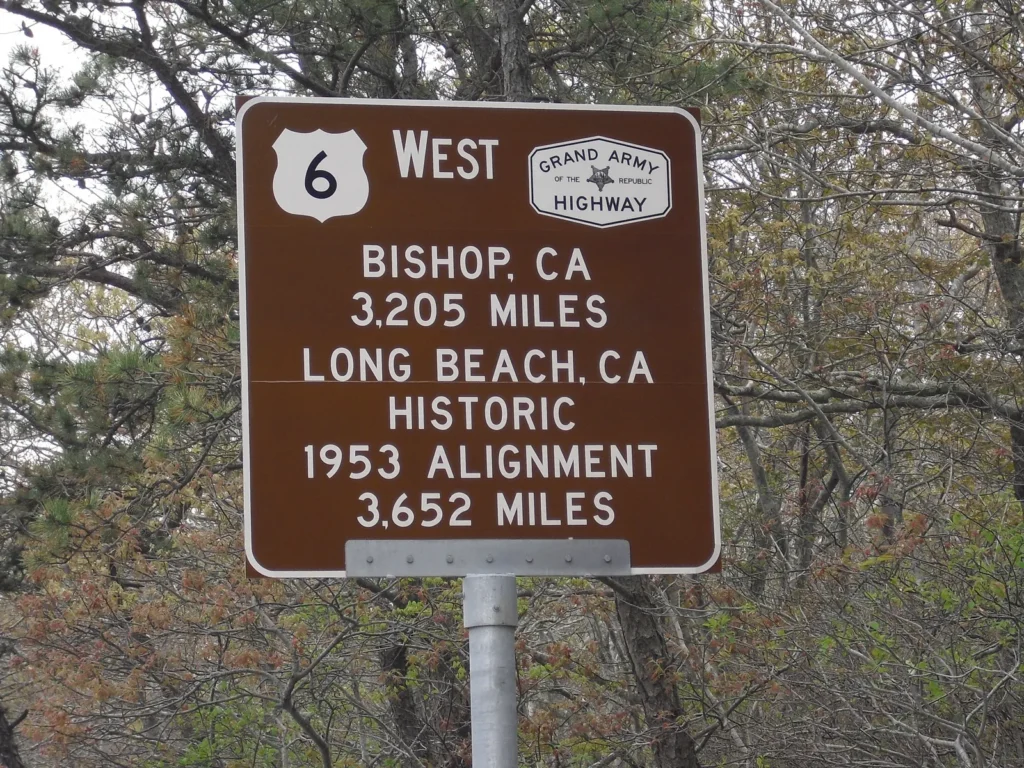 6 WEST
GRAND ARMY
OF THE REPUBLIC
HIGHWAY
BISHOP, CA
3,205 MILES
LONG BEACH, CA
HISTORIC
1953 ALIGNMENT
3,652 MILES